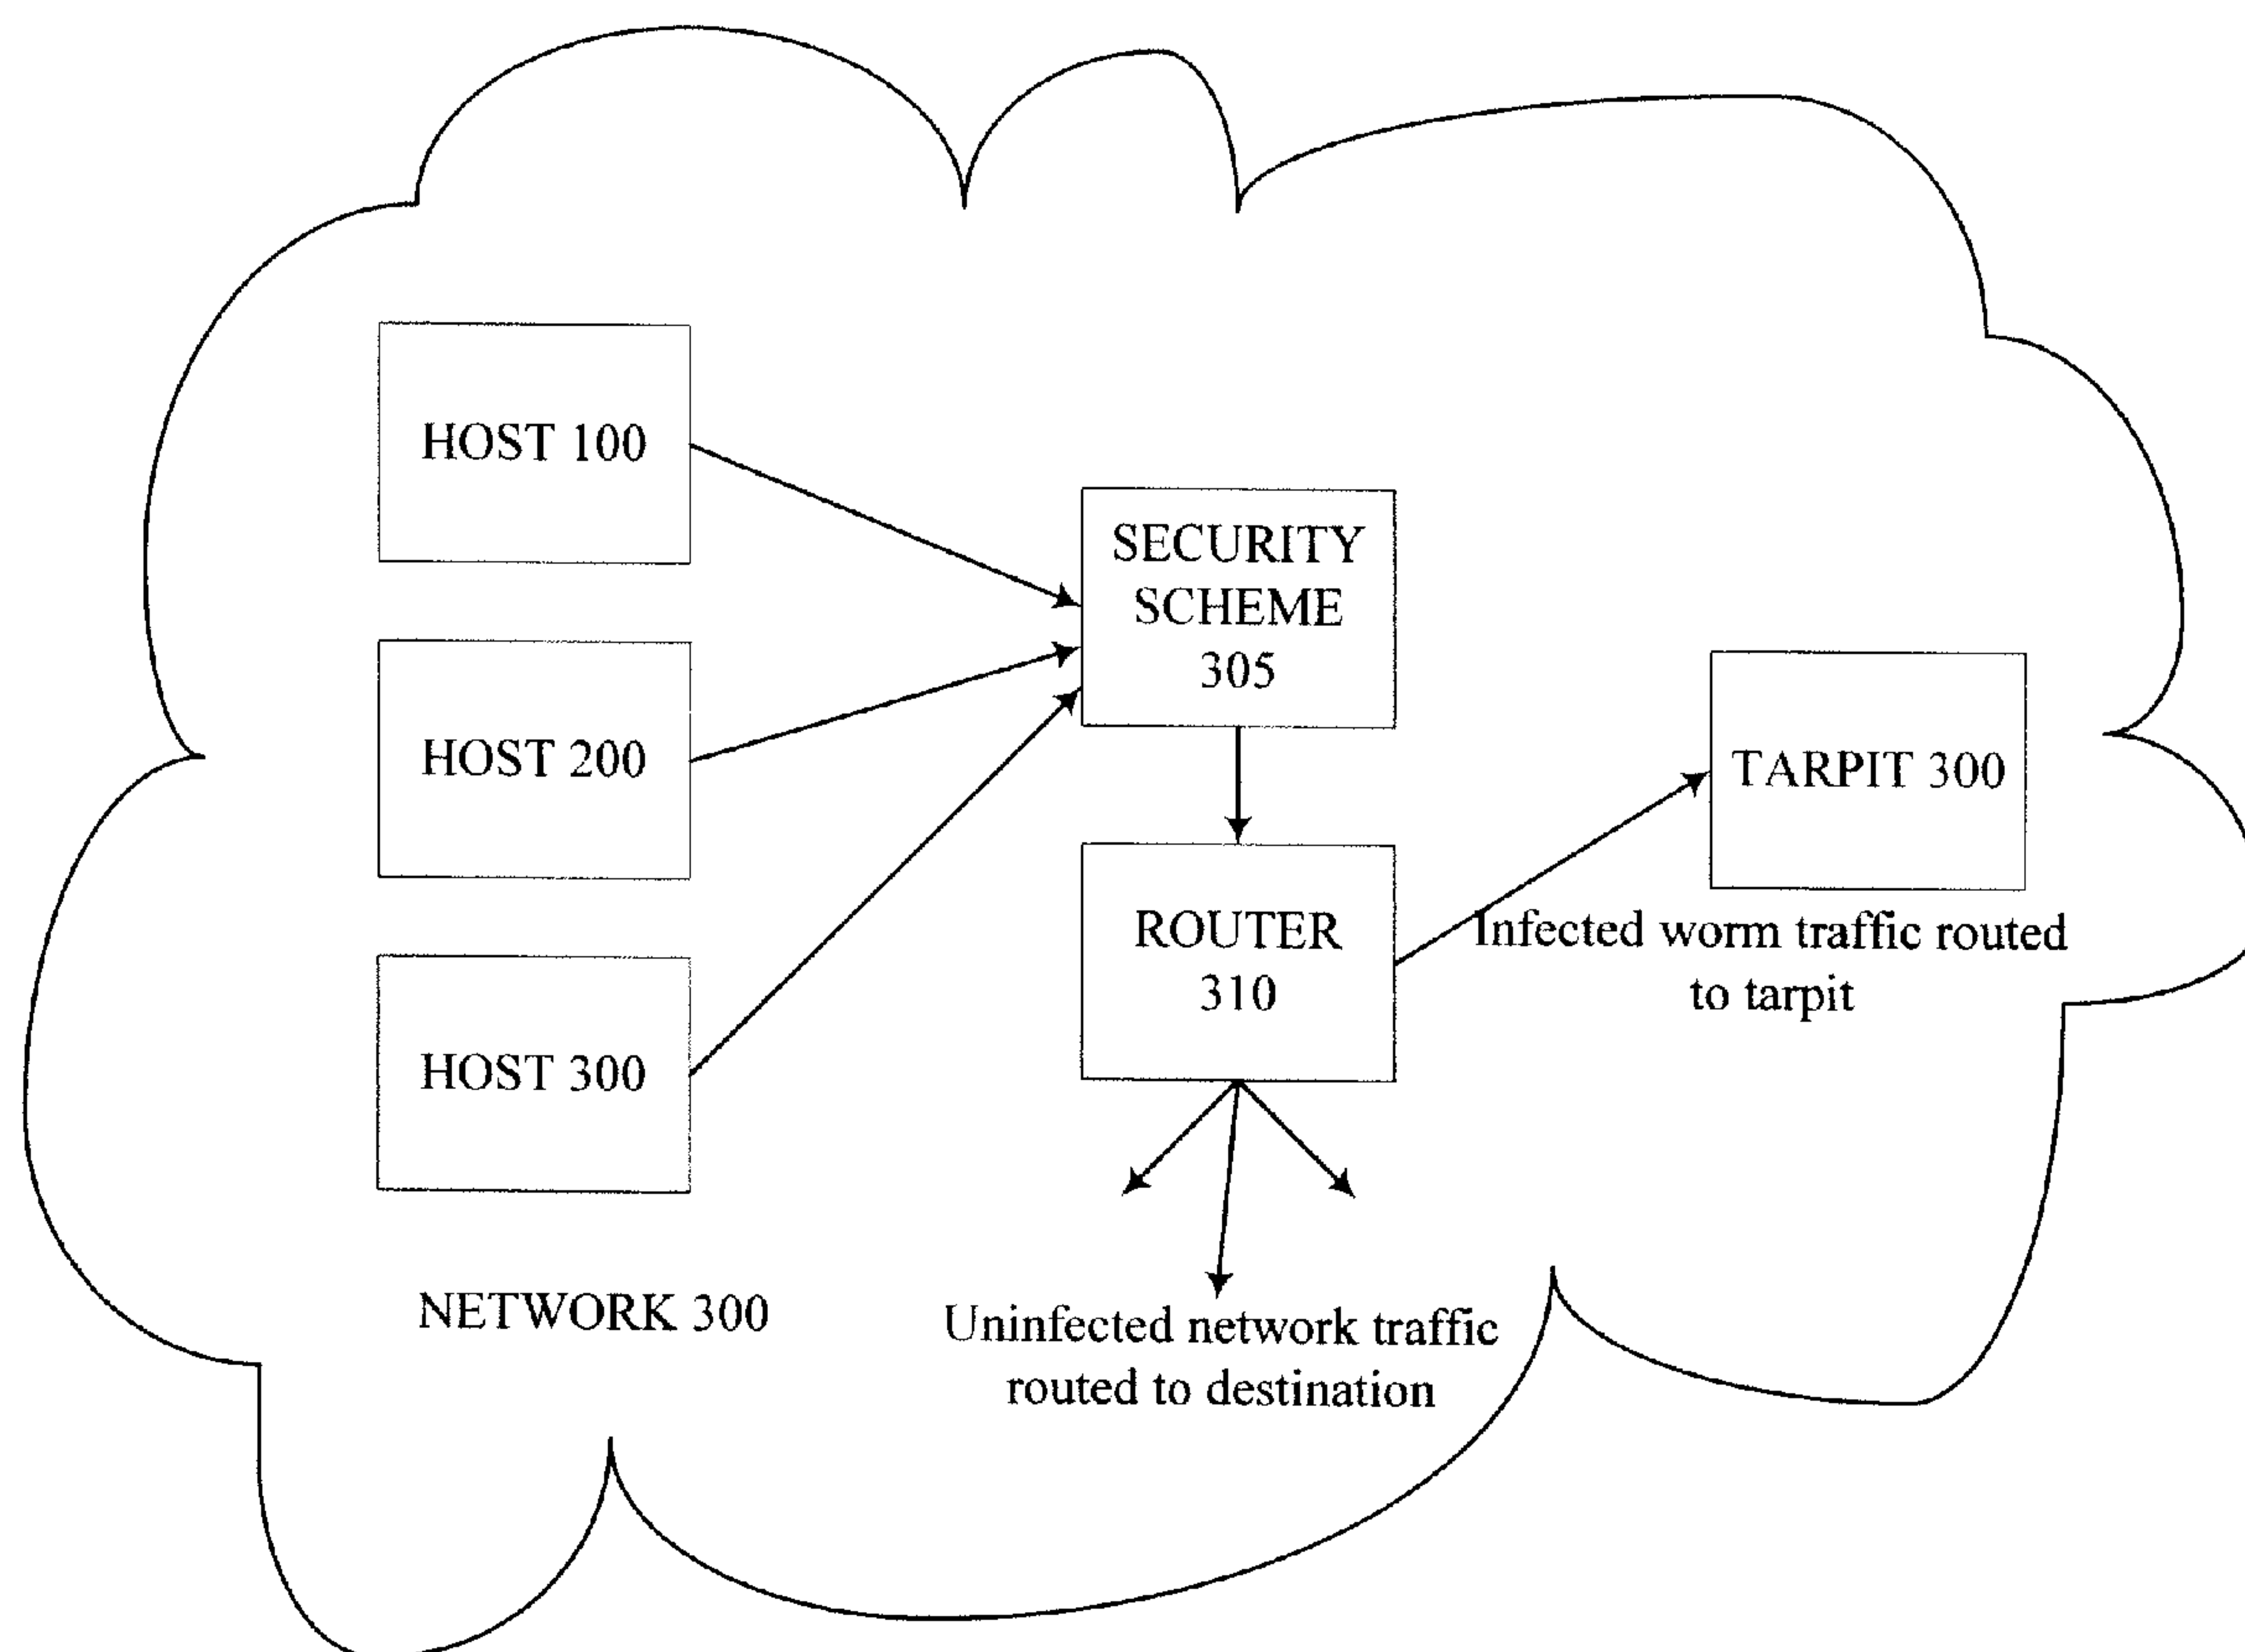 HOST 100
SECURITY
SCHEME
305
HOST 200
TARPIT 300
ROUTER
310
Infected worm traffic routed
to tarpit
HOST 300
NETWORK 300
Uninfected network traffic
routed to destination